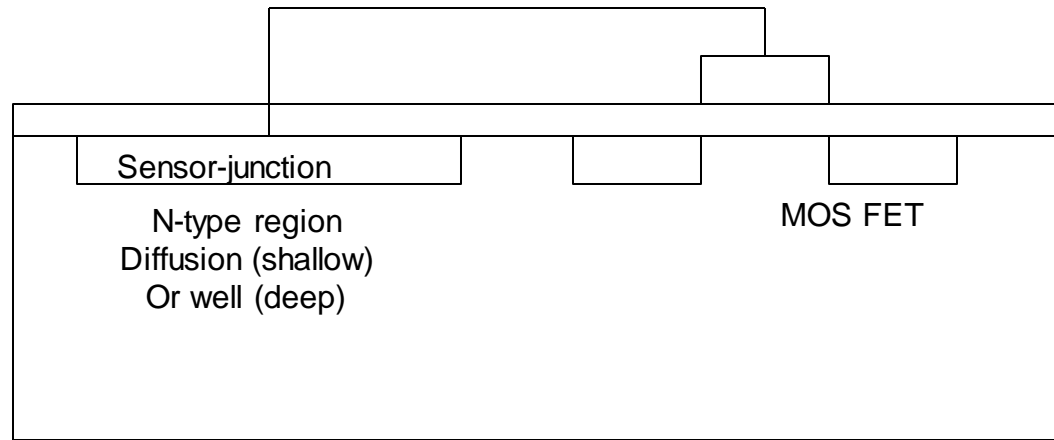 Sensor-junction
N-type region
Diffusion (shallow)
Or well (deep)
MOS FET